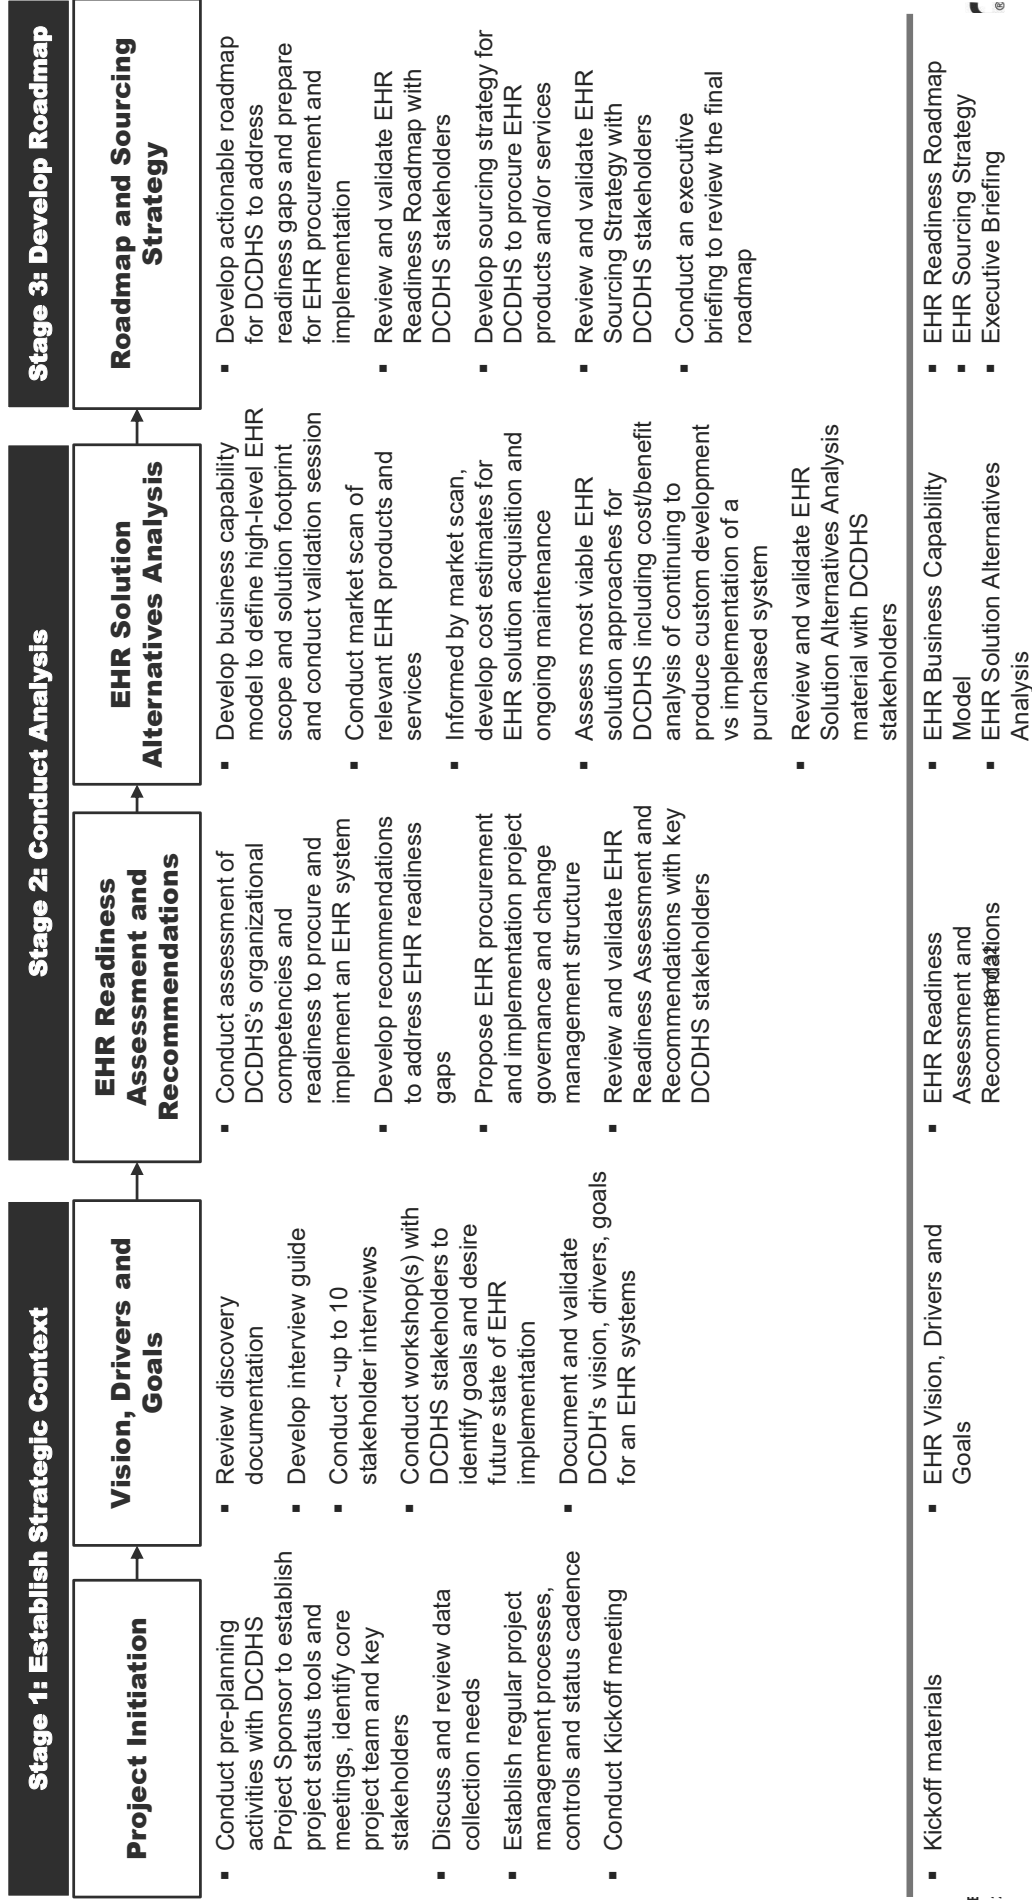 Stage 1: Establish Strategic Context
Stage 2: Conduct Analysis
Stage 3: Develop Roadmap
Project Initiation
Vision, Drivers and
Goals
EHR Readiness
Assessment and
Recommendations
EHR Solution
Alternatives Analysis
Roadmap and Sourcing
Strategy
▪ Conduct pre-planning
activities with DCDHS
Project Sponsor to establish
project status tools and
meetings, identify core
project team and key
stakeholders
▪ Discuss and review data
collection needs
▪ Establish regular project
management processes,
controls and status cadence
▪ Conduct Kickoff meeting
▪ Review discovery
documentation
▪ Develop interview guide
▪ Conduct ~up to 10
stakeholder interviews
▪ Conduct workshop(s) with
DCDHS stakeholders to
identify goals and desire
future state of EHR
implementation
▪ Document and validate
DCDH's vision, drivers, goals
for an EHR systems
▪ Conduct assessment of
DCDHS's organizational
competencies and
readiness to procure and
implement an EHR system
▪ Develop recommendations
to address EHR readiness
gaps
▪ Propose EHR procurement
and implementation project
governance and change
management structure
▪ Review and validate EHR
Readiness Assessment and
Recommendations with key
DCDHS stakeholders
▪ Develop business capability
model to define high-level EHR
scope and solution footprint
and conduct validation session
▪ Conduct market scan of
relevant EHR products and
services
▪ Informed by market scan,
develop cost estimates for
EHR solution acquisition and
ongoing maintenance
▪ Assess most viable EHR
solution approaches for
DCDHS including cost/benefit
analysis of continuing to
produce custom development
vs implementation of a
purchased system
▪ Review and validate EHR
Solution Alternatives Analysis
material with DCDHS
stakeholders
▪ Develop actionable roadmap
for DCDHS to address
readiness gaps and prepare
for EHR procurement and
implementation
▪ Review and validate EHR
Readiness Roadmap with
DCDHS stakeholders
▪ Develop sourcing strategy for
DCDHS to procure EHR
products and/or services
▪ Review and validate EHR
Sourcing Strategy with
DCDHS stakeholders
▪ Conduct an executive
briefing to review the final
roadmap
▪ Kickoff materials
▪ EHR Vision, Drivers and
Goals
▪ EHR Readiness
Assessment and
Recommendations
▪ EHR Business Capability
Model
▪ EHR Solution Alternatives
Analysis
▪ EHR Readiness Roadmap
▪ EHR Sourcing Strategy
▪ Executive Briefing
®